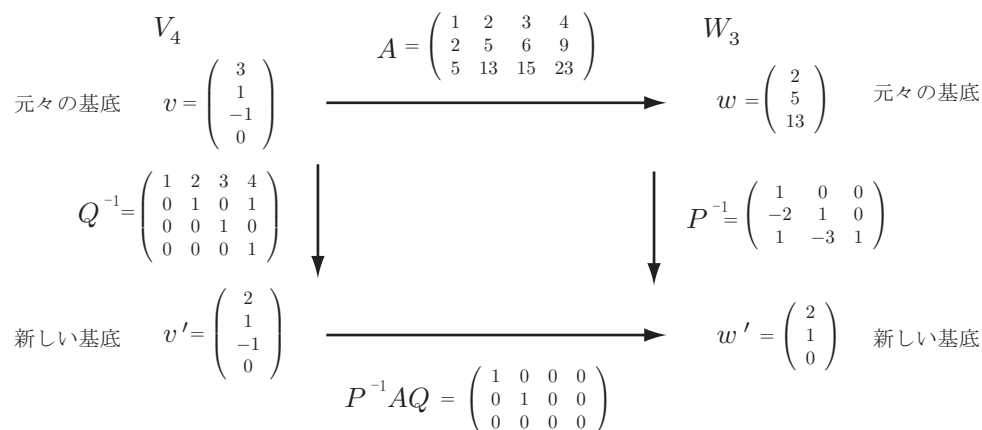 V₄ A = ( 1 2 3 4 W₃
2 5 6 9
5 13 15 23 )
元々の基底 v = ( 3 w = ( 2 元々の基底
1 5
−1 13 )
0 )
Q⁻¹ = ( 1 2 3 4 P⁻¹ = ( 1 0 0
0 1 0 1 −2 1 0
0 0 1 0 1 −3 1 )
0 0 0 1 )
新しい基底 v′ = ( 2 w′ = ( 2 新しい基底
1 1
−1 0 )
0 )
P⁻¹AQ = ( 1 0 0 0
0 1 0 0
0 0 0 0 )